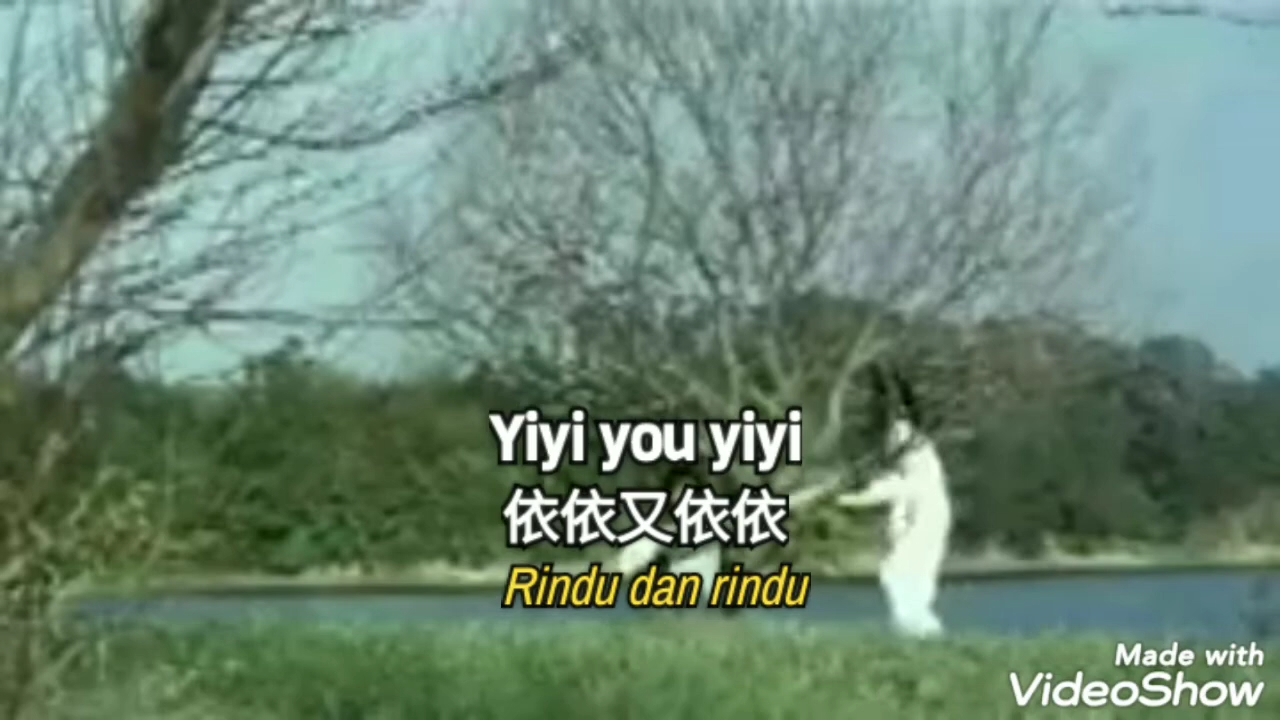 Yiyi you yiyi
依依又依依
Rindu dan rindu
Made with
VideoShow